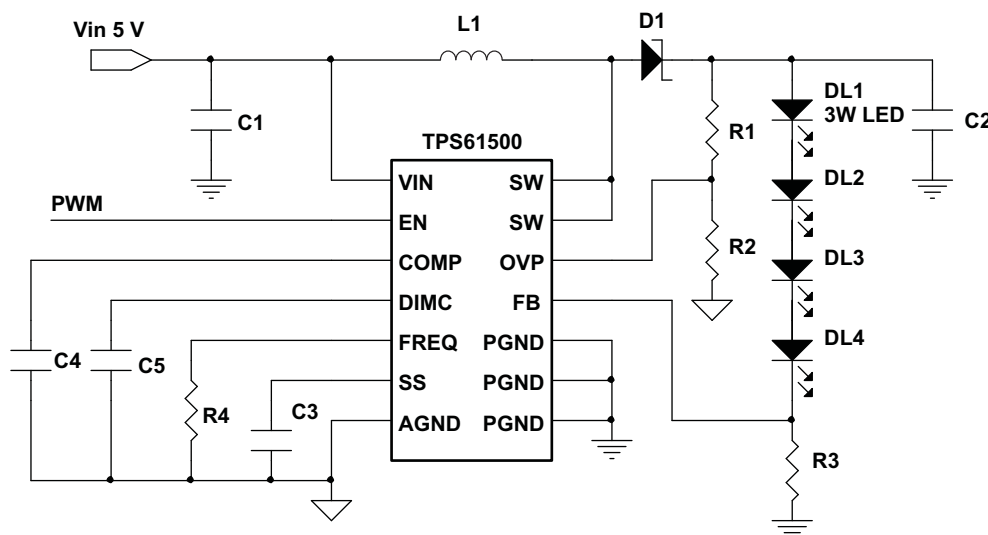 Vin 5 V
L1
D1
C1
R1
DL1
3W LED
C2
TPS61500
VIN
SW
PWM
EN
SW
DL2
R2
COMP
OVP
DL3
DIMC
FB
C4
C5
FREQ
PGND
DL4
R4
C3
SS
PGND
AGND
PGND
R3